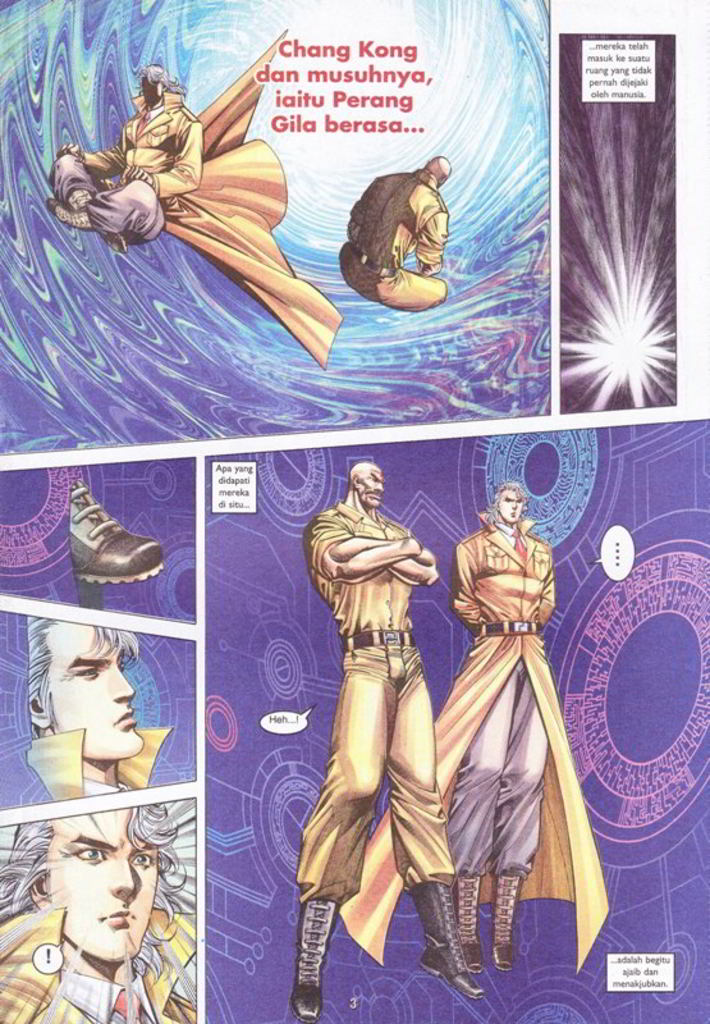 Chang Kong
dan musuhnya,
iaitu Perang
Gila berasa...
...mereka telah
masuk ke suatu
ruang yang tidak
pernah dijejaki
oleh manusia.
Apa yang
didapati
mereka
di situ...
....
Heh...!
!
...adalah begitu
ajaib dan
menakjubkan.
3